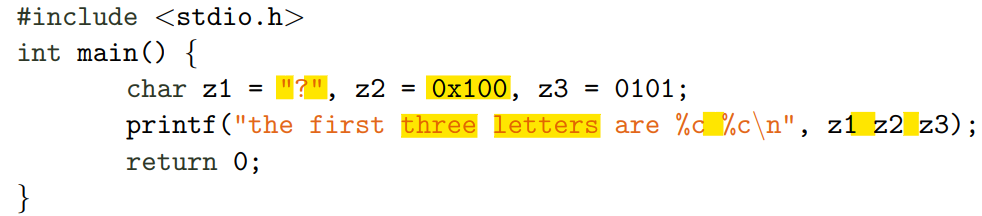 #include <stdio.h>
int main() {
char z1 = "?", z2 = 0x100, z3 = 0101;
printf("the first three letters are %c %c\n", z1 z2 z3);
return 0;
}